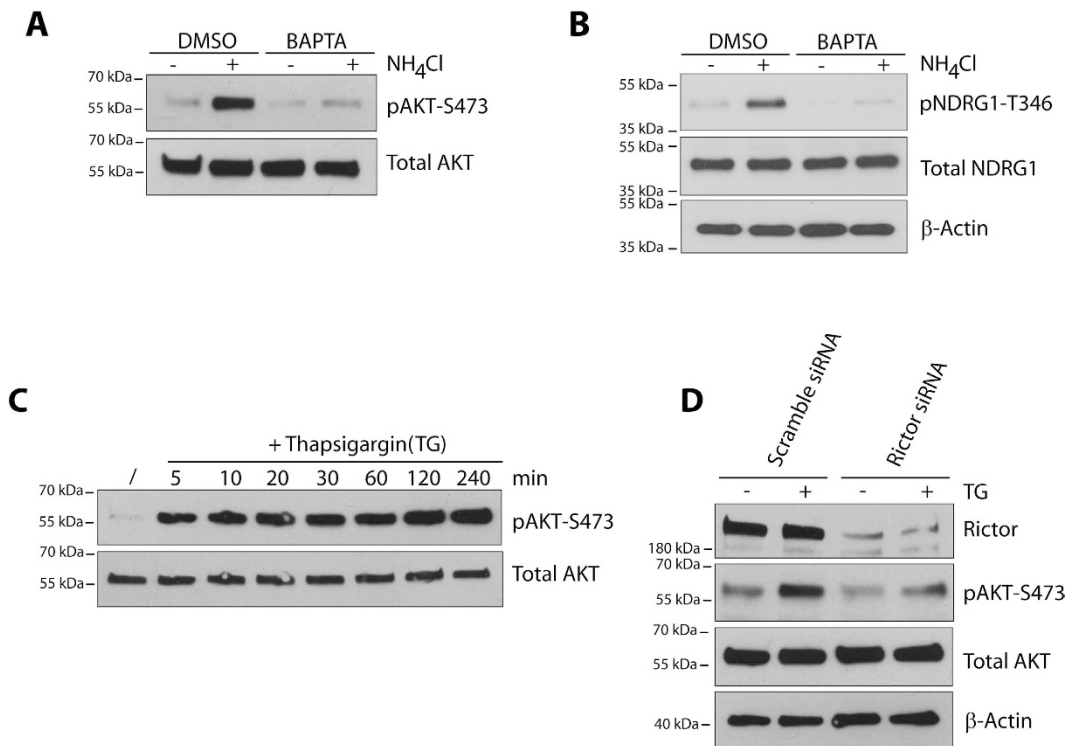 A
DMSO BAPTA
- + - + NH4Cl
70 kDa
55 kDa
pAKT-S473
70 kDa
55 kDa
Total AKT
B
DMSO BAPTA
- + - + NH4Cl
55 kDa
35 kDa
pNDRG1-T346
55 kDa
35 kDa
Total NDRG1
55 kDa
35 kDa
β-Actin
C
+ Thapsigargin(TG)
/ 5 10 20 30 60 120 240 min
70 kDa
55 kDa
pAKT-S473
70 kDa
55 kDa
Total AKT
D
Scramble siRNA
Rictor siRNA
- + - + TG
Rictor
180 kDa
70 kDa
55 kDa
pAKT-S473
70 kDa
55 kDa
Total AKT
40 kDa
β-Actin